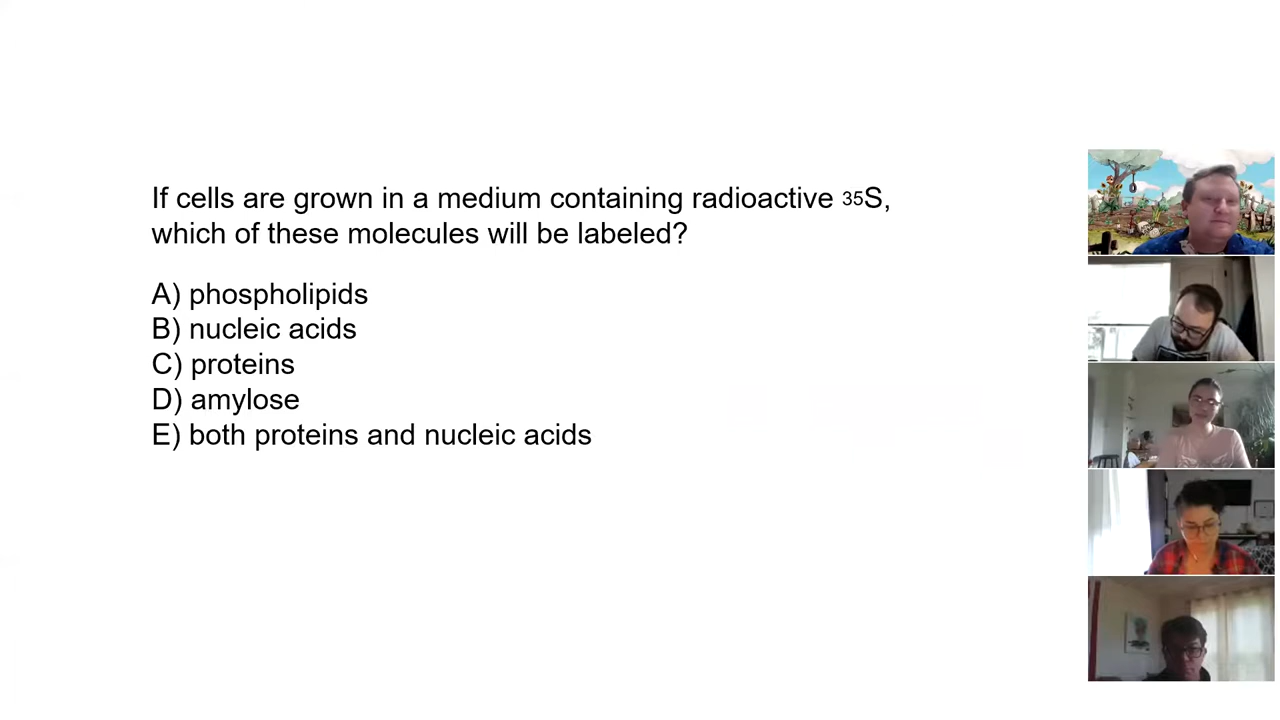 If cells are grown in a medium containing radioactive 35S,
which of these molecules will be labeled?
A) phospholipids
B) nucleic acids
C) proteins
D) amylose
E) both proteins and nucleic acids